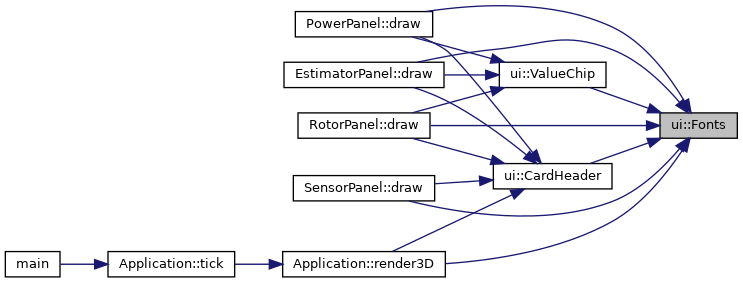 PowerPanel::draw
EstimatorPanel::draw
ui::ValueChip
RotorPanel::draw
ui::Fonts
ui::CardHeader
SensorPanel::draw
main
Application::tick
Application::render3D